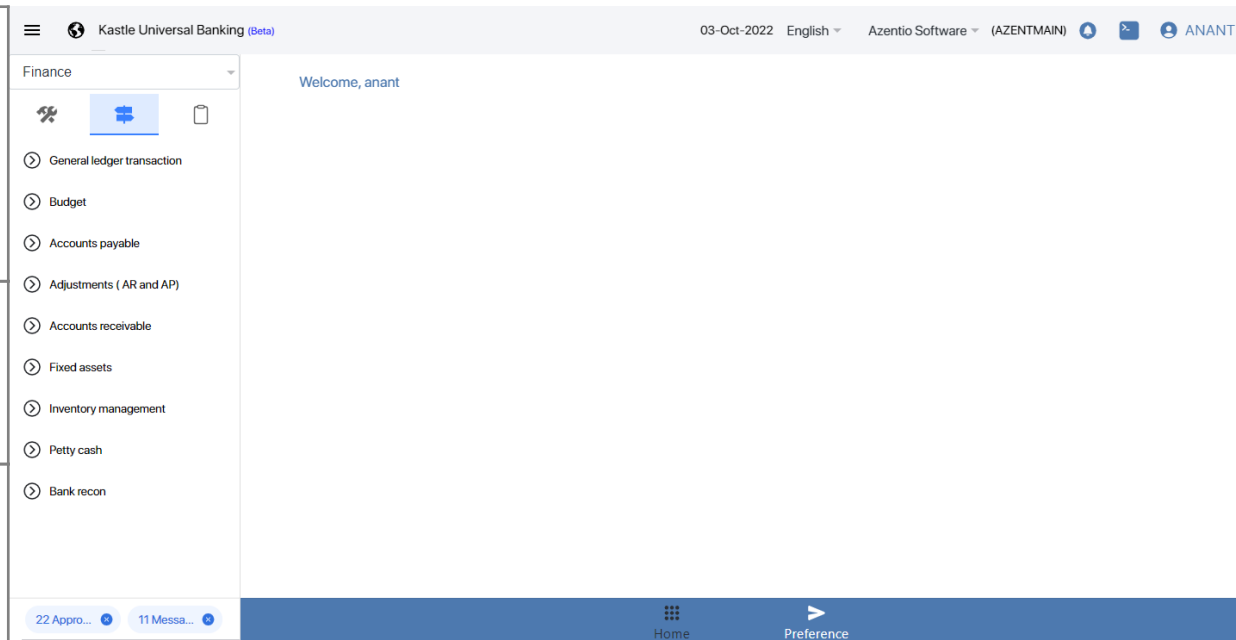 Kastle Universal Banking (Beta)
03-Oct-2022 English Azentio Software (AZENTMAIN) ANANT
Finance
Welcome, anant
General ledger transaction
Budget
Accounts payable
Adjustments ( AR and AP)
Accounts receivable
Fixed assets
Inventory management
Petty cash
Bank recon
22 Appro... 11 Messa...
Home
Preference